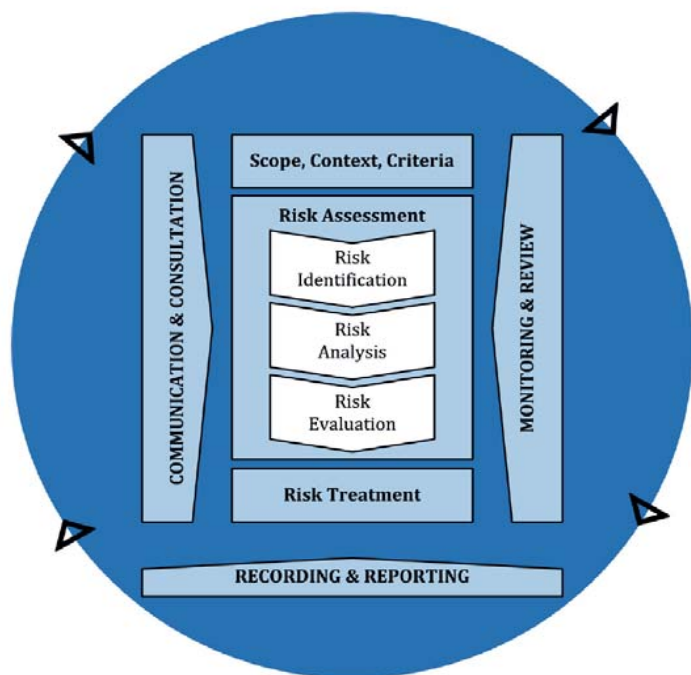 Scope, Context, Criteria
COMMUNICATION & CONSULTATION
Risk Assessment
Risk
Identification
Risk
Analysis
Risk
Evaluation
MONITORING & REVIEW
Risk Treatment
RECORDING & REPORTING